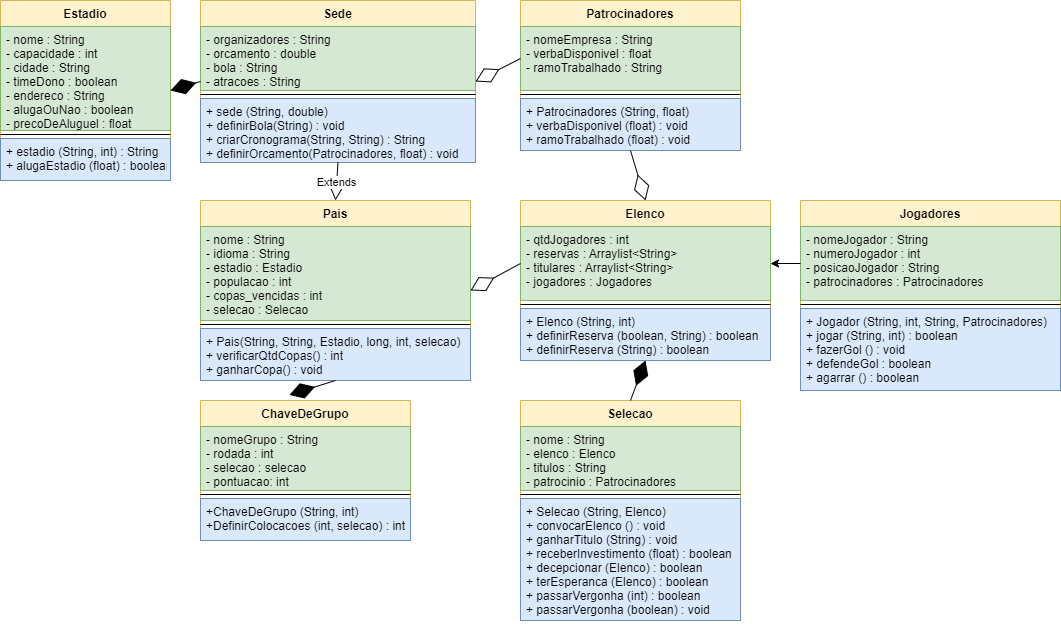 Estadio
- nome : String
- capacidade : int
- cidade : String
- timeDono : boolean
- endereco : String
- alugaOuNao : boolean
- precoDeAluguel : float
+ estadio (String, int) : String
+ alugaEstadio (float) : boolea
Sede
- organizadores : String
- orcamento : double
- bola : String
- atracoes : String
+ sede (String, double)
+ definirBola(String) : void
+ criarCronograma(String, String) : String
+ definirOrcamento(Patrocinadores, float) : void
Patrocinadores
- nomeEmpresa : String
- verbaDisponivel : float
- ramoTrabalhado : String
+ Patrocinadores (String, float)
+ verbaDisponivel (float) : void
+ ramoTrabalhado (float) : void
Extends
Pais
- nome : String
- idioma : String
- estadio : Estadio
- populacao : int
- copas_vencidas : int
- selecao : Selecao
+ Pais(String, String, Estadio, long, int, selecao)
+ verificarQtdCopas() : int
+ ganharCopa() : void
Elenco
- qtdJogadores : int
- reservas : Arraylist<String>
- titulares : Arraylist<String>
- jogadores : Jogadores
+ Elenco (String, int)
+ definirReserva (boolean, String) : boolean
+ definirReserva (String) : boolean
Jogadores
- nomeJogador : String
- numeroJogador : int
- posicaoJogador : String
- patrocinadores : Patrocinadores
+ Jogador (String, int, String, Patrocinadores)
+ jogar (String, int) : boolean
+ fazerGol () : void
+ defendeGol : boolean
+ agarrar () : boolean
ChaveDeGrupo
- nomeGrupo : String
- rodada : int
- selecao : selecao
- pontuacao: int
+ChaveDeGrupo (String, int)
+DefinirColocacoes (int, selecao) : int
Selecao
- nome : String
- elenco : Elenco
- titulos : String
- patrocinio : Patrocinadores
+ Selecao (String, Elenco)
+ convocarElenco () : void
+ ganharTitulo (String) : void
+ receberInvestimento (float) : boolean
+ decepcionar (Elenco) : boolean
+ terEsperanca (Elenco) : boolean
+ passarVergonha (int) : boolean
+ passarVergonha (boolean) : void